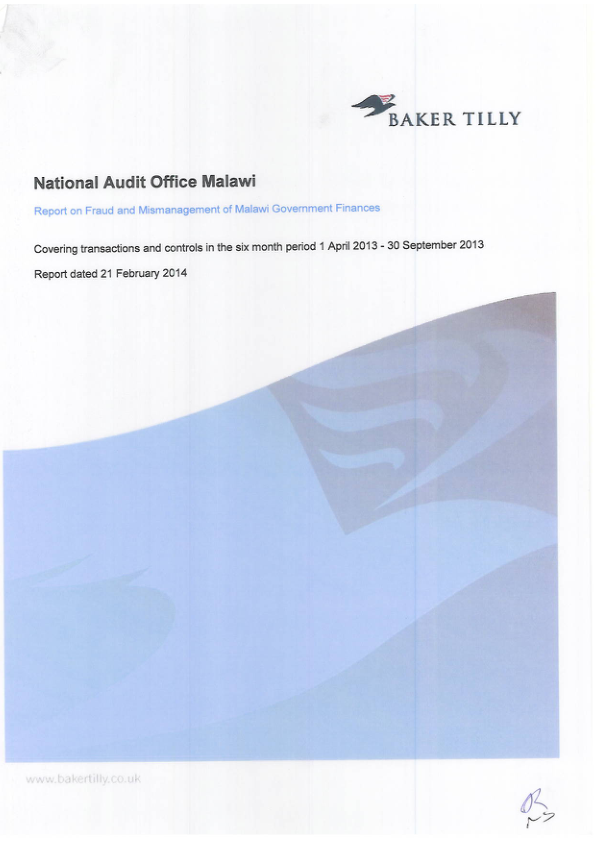 BAKER TILLY
National Audit Office Malawi
Report on Fraud and Mismanagement of Malawi Government Finances
Covering transactions and controls in the six month period 1 April 2013 - 30 September 2013
Report dated 21 February 2014
www.bakertilly.co.uk